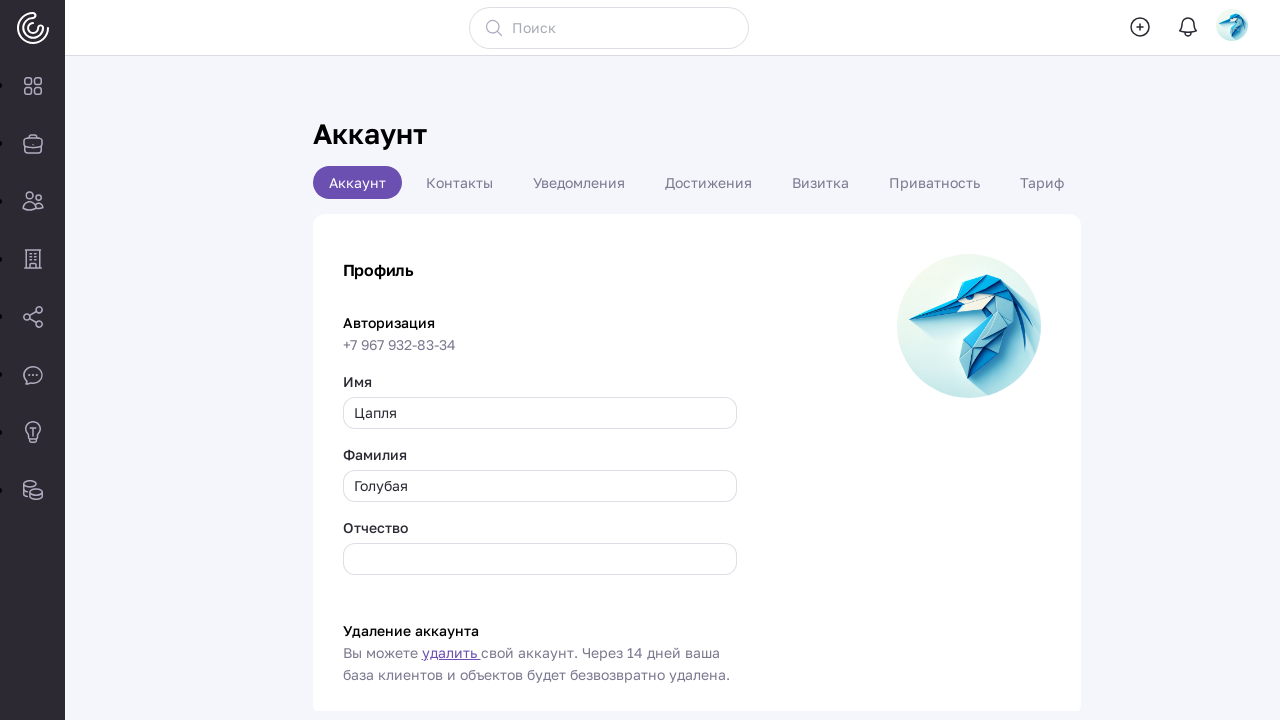 Поиск
Аккаунт
Аккаунт Контакты Уведомления Достижения Визитка Приватность Тариф
Профиль
Авторизация
+7 967 932-83-34
Имя
Цапля
Фамилия
Голубая
Отчество
Удаление аккаунта
Вы можете удалить свой аккаунт. Через 14 дней ваша
база клиентов и объектов будет безвозвратно удалена.